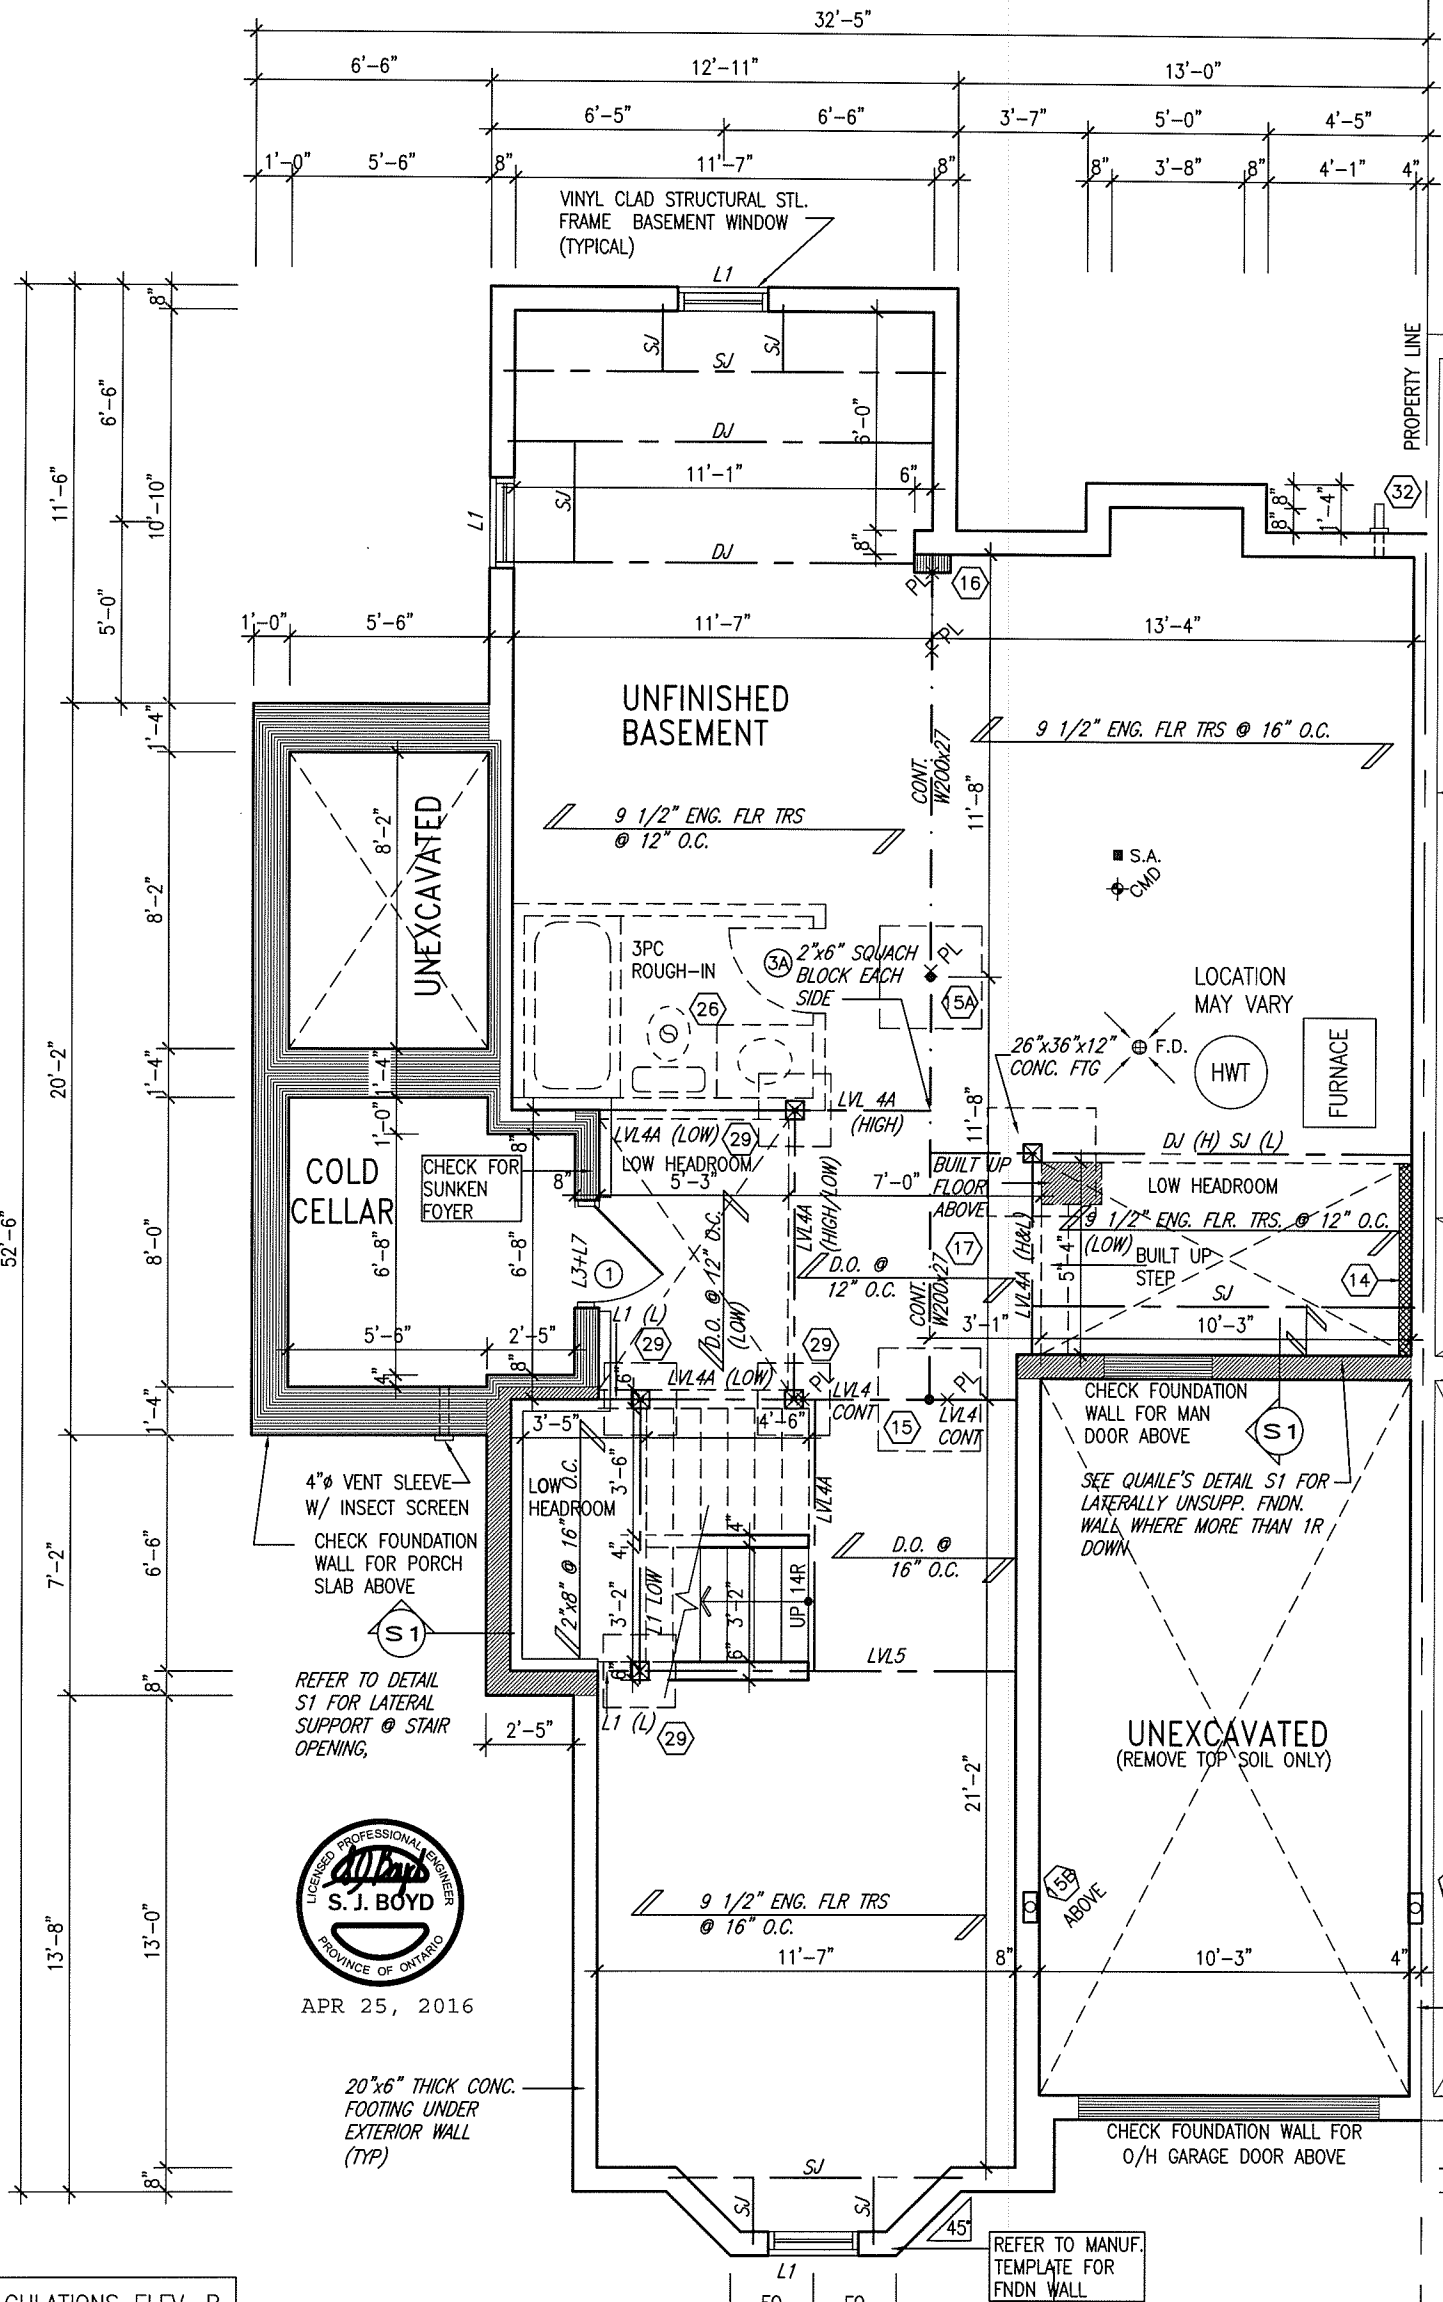 32'-5"
6'-6"
12'-11"
13'-0"
6'-5"
6'-6"
3'-7"
5'-0"
4'-5"
1'-0"
5'-6"
8"
11'-7"
8"
8"
3'-8"
8"
4'-1"
4"
VINYL CLAD STRUCTURAL STL.
FRAME BASEMENT WINDOW
(TYPICAL)
L1
SJ
SJ
SJ
DJ
6'-0"
11'-1"
6"
SJ
L1
DJ
8"
PROPERTY LINE
32
8"
8"
1'-4"
PL
16
8"
6'-6"
11'-6"
10'-10"
5'-0"
1'-0"
5'-6"
11'-7"
PL
13'-4"
UNFINISHED
BASEMENT
9 1/2" ENG. FLR TRS @ 16" O.C.
CONT.
W200x27
11'-8"
9 1/2" ENG. FLR TRS
@ 12" O.C.
1'-4"
8'-2"
UNEXCAVATED
8'-2"
S.A.
CMD
3PC
ROUGH-IN
3A
2"x6" SQUACH
BLOCK EACH
SIDE
PL
15A
26
LOCATION
MAY VARY
26"x36"x12"
CONC. FTG
F.D.
HWT
FURNACE
1'-4"
20'-2"
1'-4"
52'-6"
1'-0"
8"
LVL 4A
(HIGH)
11'-8"
LVL4A (LOW)
29
LOW HEADROOM
DJ (H) SJ (L)
COLD
CELLAR
CHECK FOR
SUNKEN
FOYER
8"
5'-3"
7'-0"
BUILT UP
FLOOR
ABOVE
LOW HEADROOM
9 1/2" ENG. FLR. TRS. @ 12" O.C.
(LOW)
BUILT UP
STEP
8'-0"
6'-8"
6'-8"
L3+L7
1
D.O. @ 12" O.C.
(LOW)
LVL4A
(HIGH/LOW)
D.O. @
12" O.C.
17
LVL4A (H&L)
5'-4"
14
SJ
CONT.
W200x27
L1 (L)
3'-1"
10'-3"
5'-6"
2'-5"
29
29
4"
8"
6"
LVL4A (LOW)
PL
LVL4
CONT
PL
LVL4
CONT
1'-4"
3'-5"
4'-6"
15
CHECK FOUNDATION
WALL FOR MAN
DOOR ABOVE
S1
4"ø VENT SLEEVE
W/ INSECT SCREEN
LOW
HEADROOM
3'-6"
LVL4A
SEE QUAILE'S DETAIL S1 FOR
LATERALLY UNSUPP. FNDN.
WALL WHERE MORE THAN 1R
DOWN
CHECK FOUNDATION
WALL FOR PORCH
SLAB ABOVE
7'-2"
6'-6"
2"x8" @ 16" O.C.
4"
4"
D.O. @
16" O.C.
3'-2"
L1 LOW
3'-2"
UP 14R
S1
6"
6"
LVL5
8"
REFER TO DETAIL
S1 FOR LATERAL
SUPPORT @ STAIR
OPENING,
2'-5"
L1 (L)
29
UNEXCAVATED
(REMOVE TOP SOIL ONLY)
21'-2"
LICENSED PROFESSIONAL ENGINEER
S. J. BOYD
PROVINCE OF ONTARIO
APR 25, 2016
15B
ABOVE
9 1/2" ENG. FLR TRS
@ 16" O.C.
13'-8"
13'-0"
11'-7"
8"
10'-3"
4"
20"x6" THICK CONC.
FOOTING UNDER
EXTERIOR WALL
(TYP)
CHECK FOUNDATION WALL FOR
O/H GARAGE DOOR ABOVE
8"
SJ
SJ
SJ
45°
L1
REFER TO MANUF.
TEMPLATE FOR
FNDN WALL